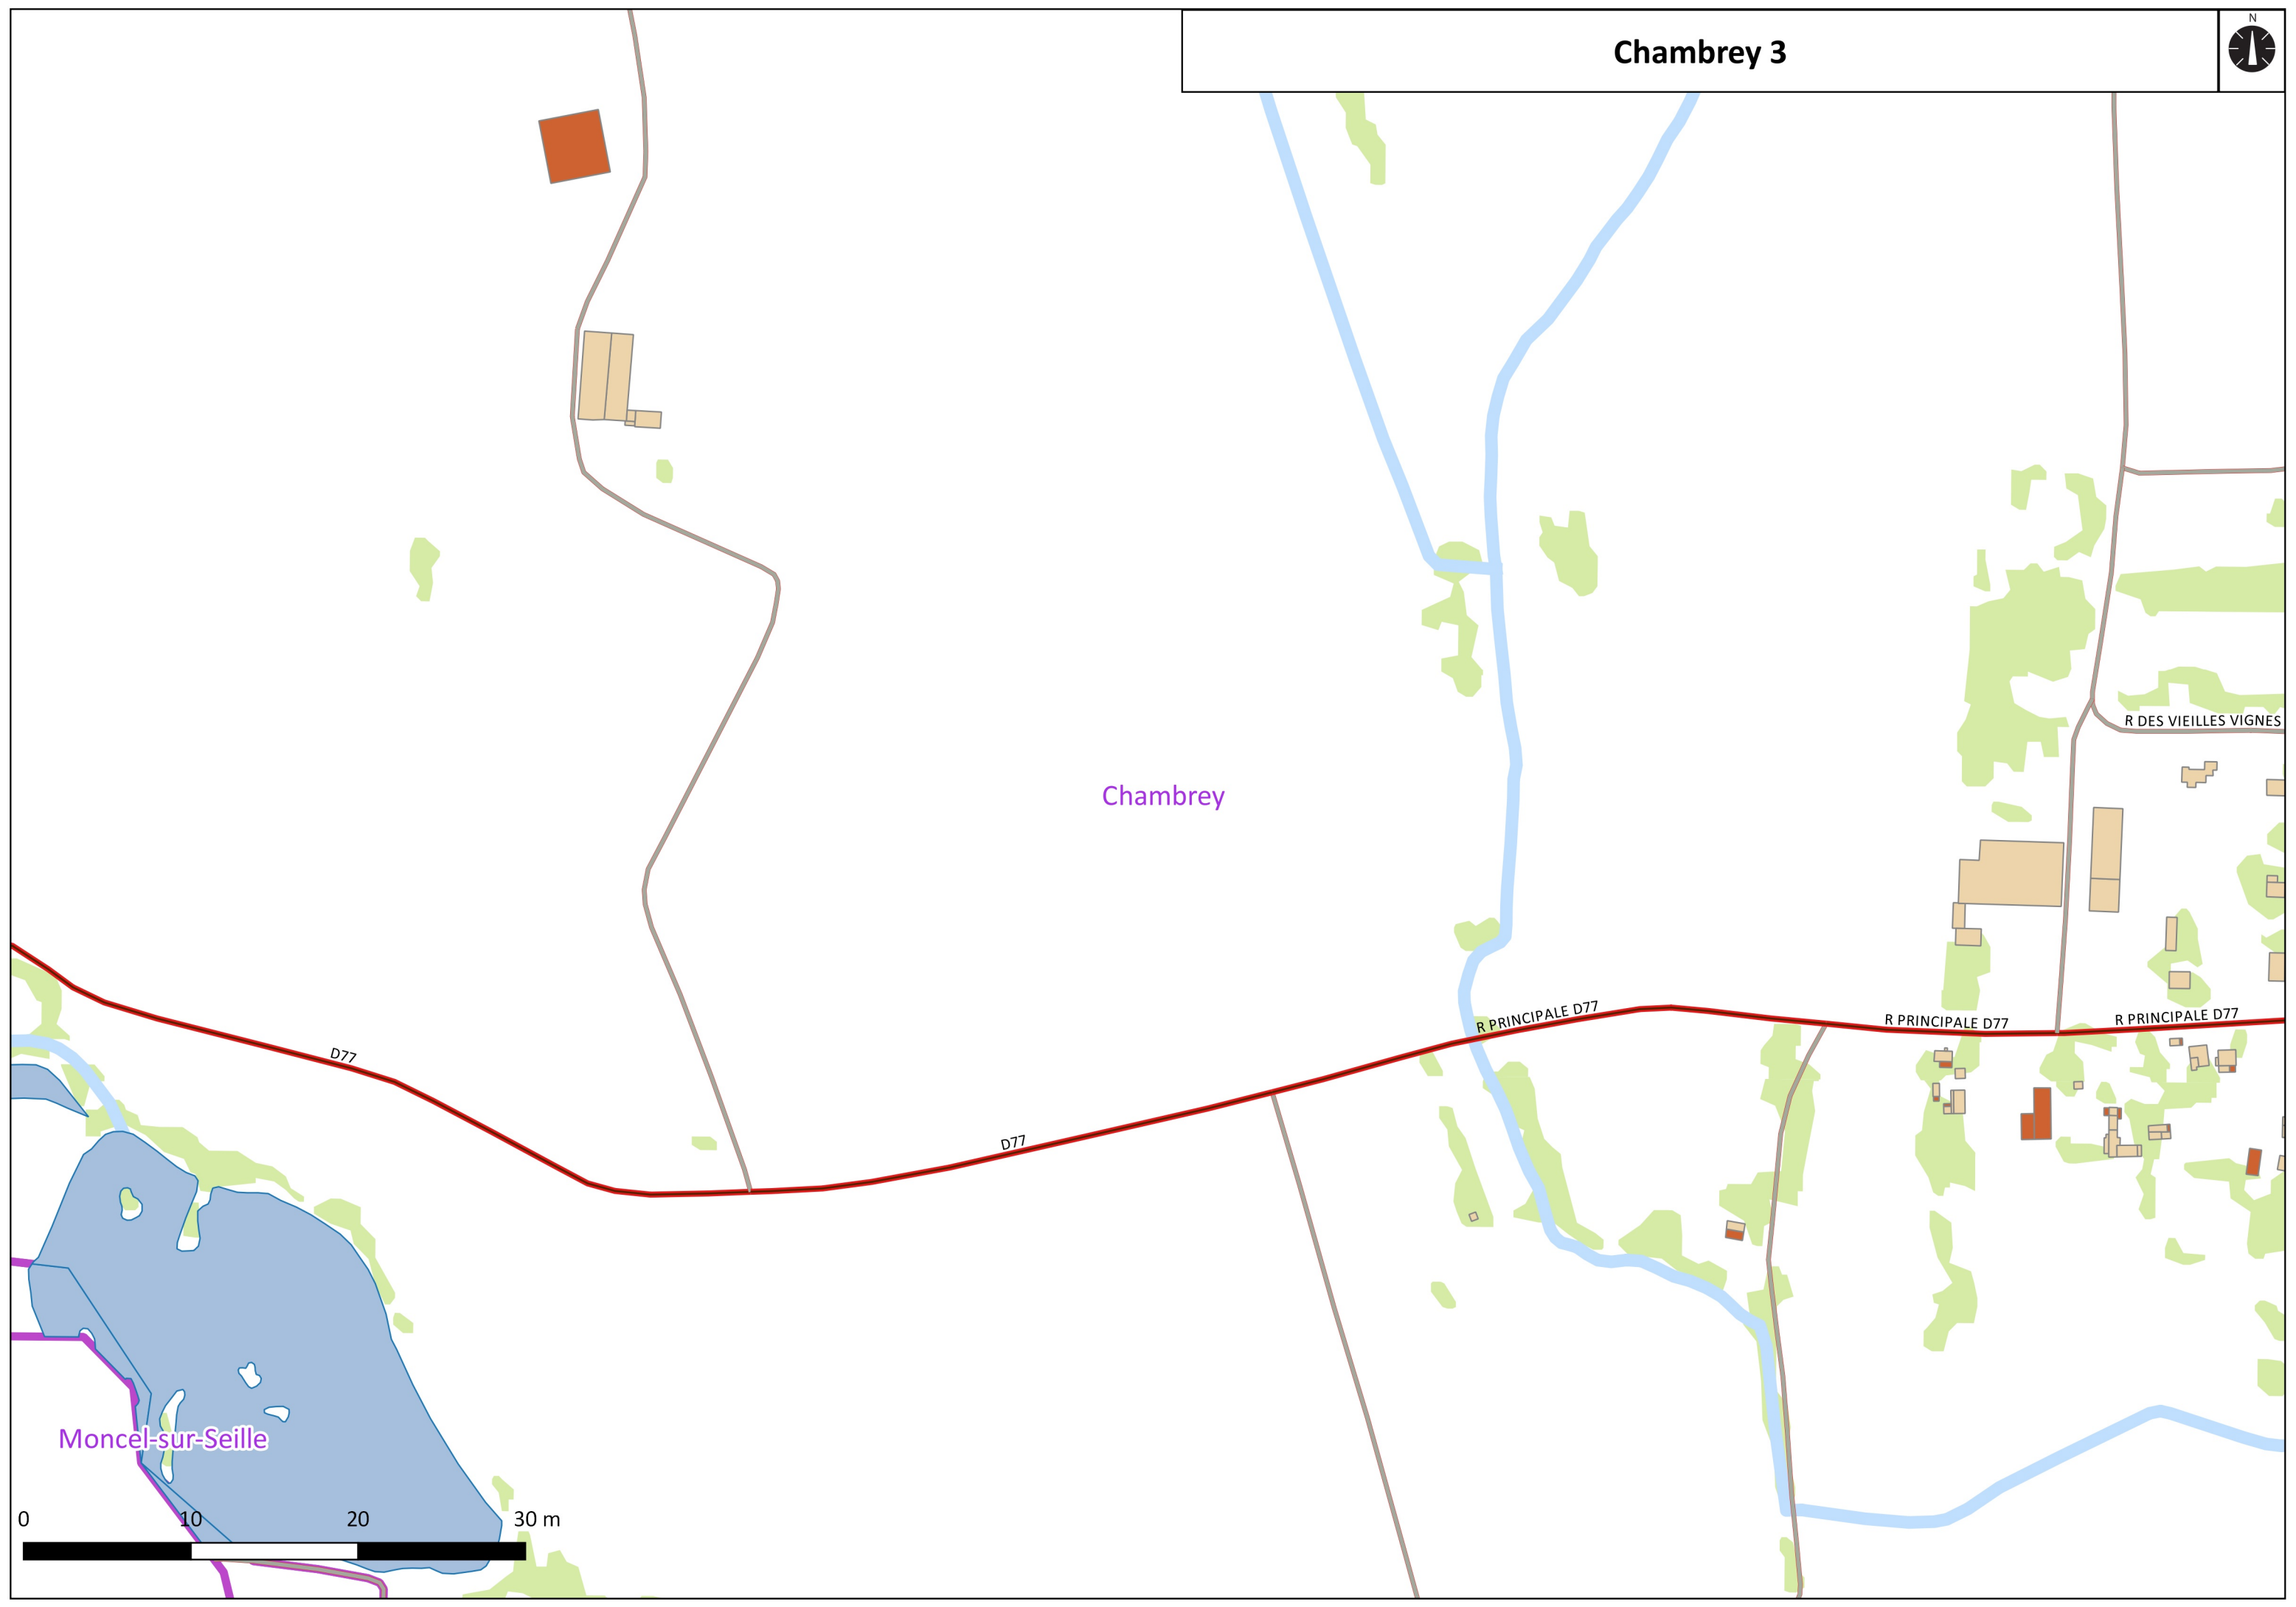 N
Chambrey 3
R DES VIEILLES VIGNES
Chambrey
R PRINCIPALE D77
R PRINCIPALE D77
R PRINCIPALE D77
D77
D77
Moncel-sur-Seille
0 10 20 30 m